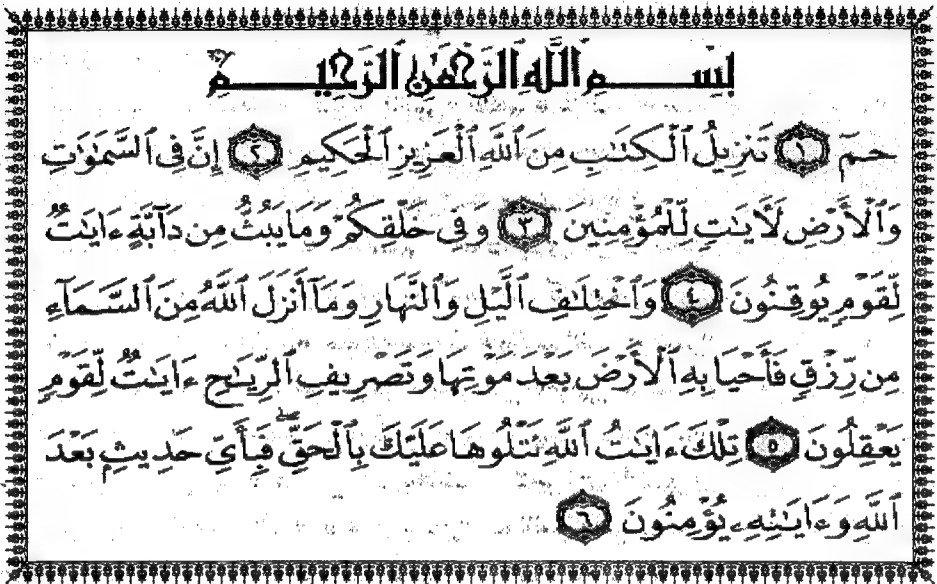 بِسْمِ ٱللَّهِ ٱلرَّحْمَٰنِ ٱلرَّحِيمِ
حمٓ ١ تَنزِيلُ ٱلْكِتَٰبِ مِنَ ٱللَّهِ ٱلْعَزِيزِ ٱلْحَكِيمِ ٢ إِنَّ فِى ٱلسَّمَٰوَٰتِ
وَٱلْأَرْضِ لَأَيَٰتٍ لِّلْمُؤْمِنِينَ ٣ وَفِى خَلْقِكُمْ وَمَا يَبُثُّ مِن دَآبَّةٍ ءَايَٰتٌ
لِّقَوْمٍ يُوقِنُونَ ٤ وَٱخْتِلَٰفِ ٱلَّيْلِ وَٱلنَّهَارِ وَمَآ أَنزَلَ ٱللَّهُ مِنَ ٱلسَّمَآءِ
مِن رِّزْقٍ فَأَحْيَا بِهِ ٱلْأَرْضَ بَعْدَ مَوْتِهَا وَتَصْرِيفِ ٱلرِّيَٰحِ ءَايَٰتٌ لِّقَوْمٍ
يَعْقِلُونَ ٥ تِلْكَ ءَايَٰتُ ٱللَّهِ نَتْلُوهَا عَلَيْكَ بِٱلْحَقِّ ۖ فَبِأَىِّ حَدِيثٍۭ بَعْدَ
ٱللَّهِ وَءَايَٰتِهِۦ يُؤْمِنُونَ ٦